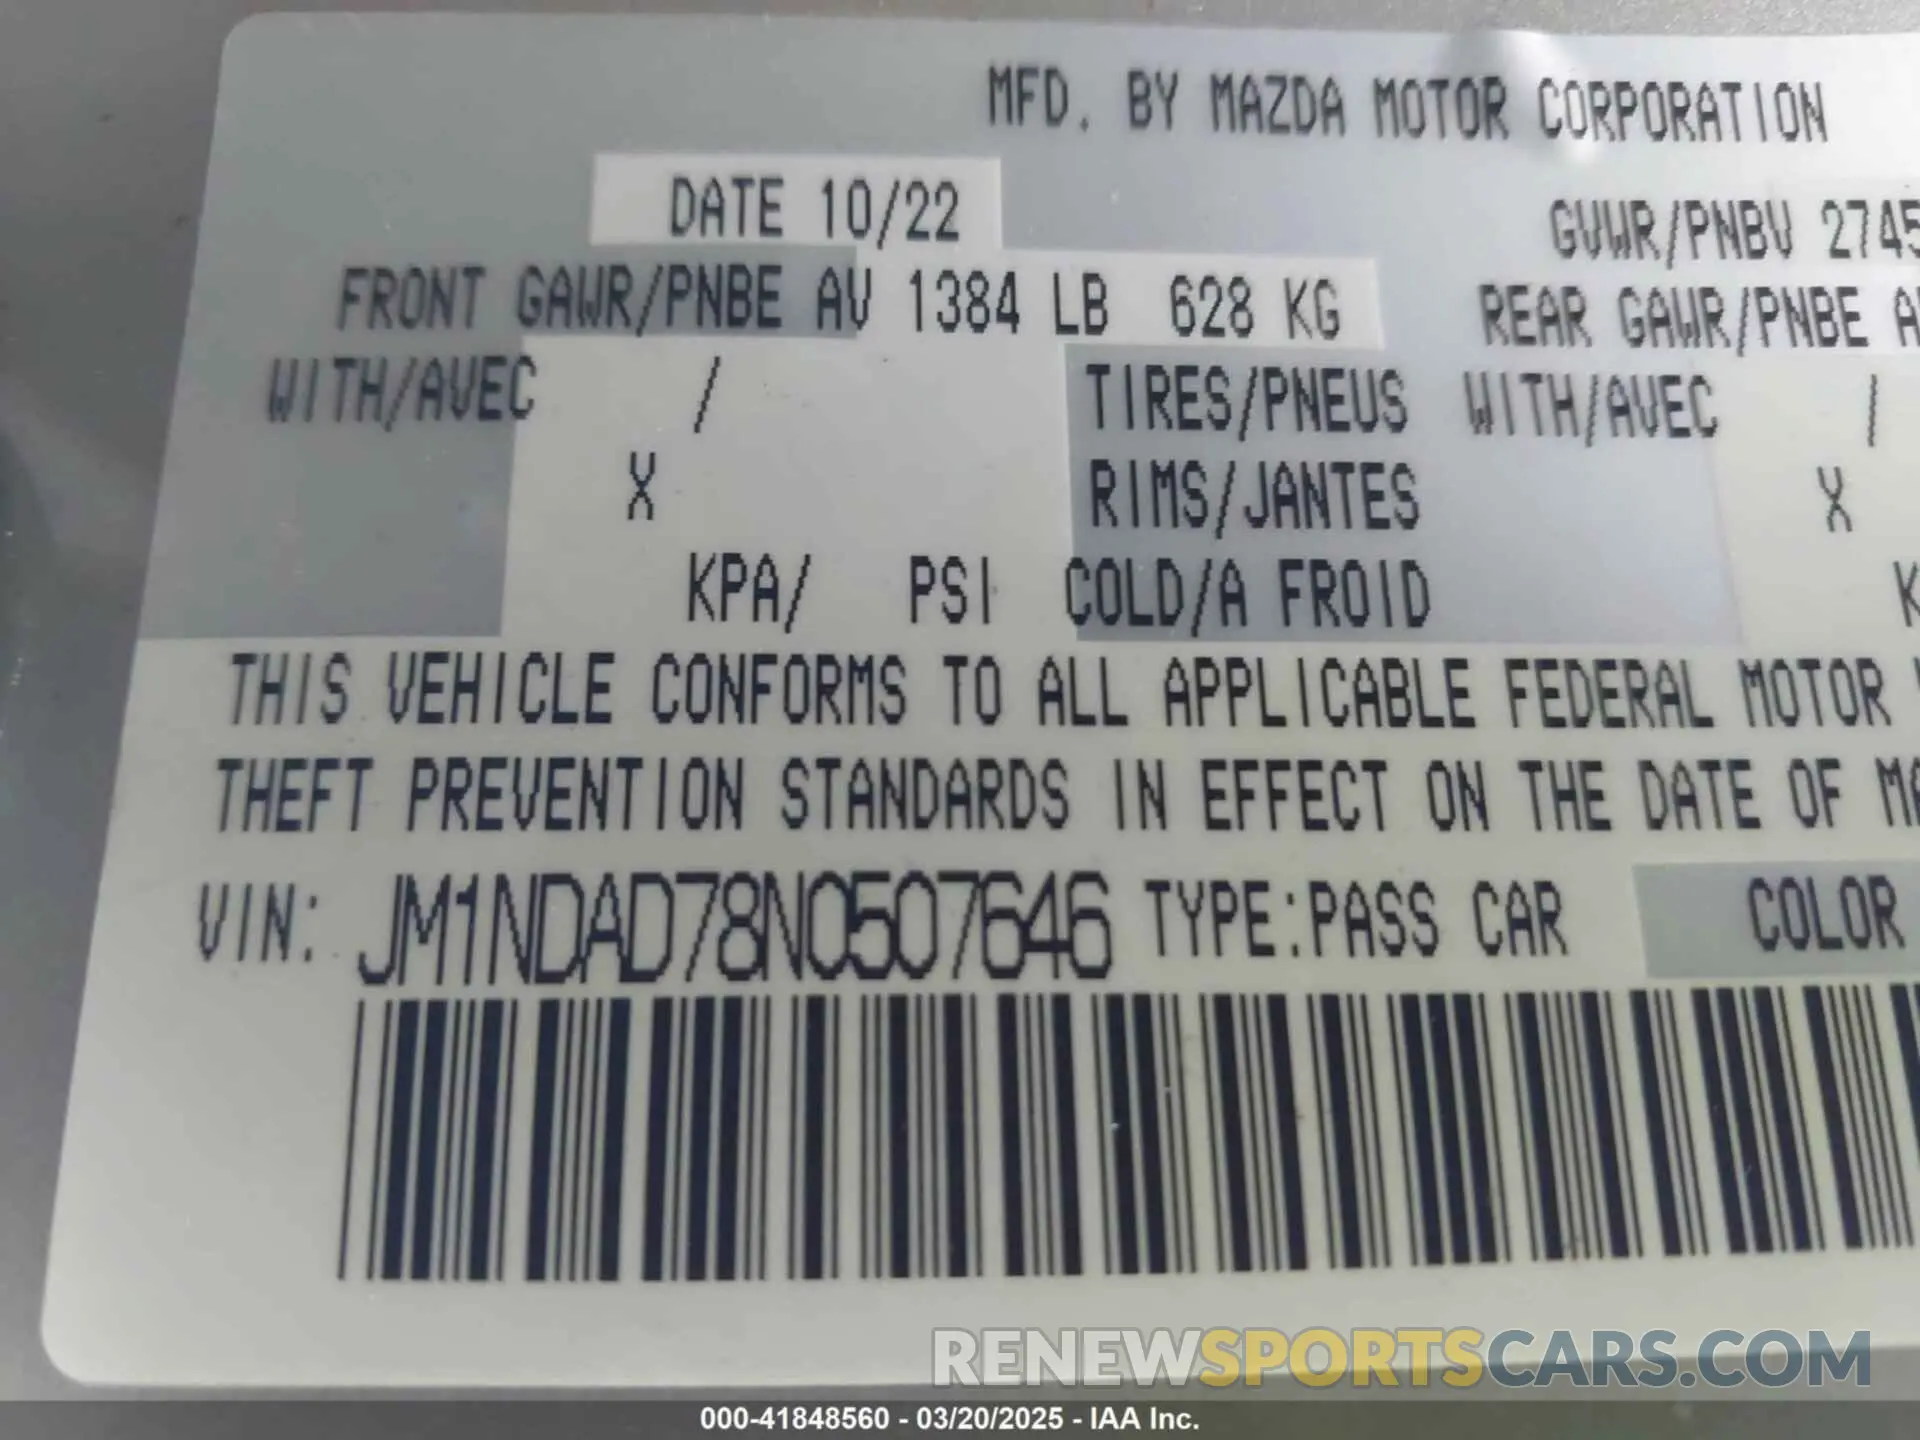 MFD. BY MAZDA MOTOR CORPORATION
DATE 10/22 GVWR/PNBV 2745
FRONT GAWR/PNBE AV 1384 LB 628 KG REAR GAWR/PNBE A
WITH/AVEC / TIRES/PNEUS WITH/AVEC /
X RIMS/JANTES X
KPA/ PSI COLD/A FROID K
THIS VEHICLE CONFORMS TO ALL APPLICABLE FEDERAL MOTOR
THEFT PREVENTION STANDARDS IN EFFECT ON THE DATE OF MA
VIN: JM1NDAD78N0507646 TYPE:PASS CAR COLOR
RENEWSPORTSCARS.COM
000-41848560 - 03/20/2025 - IAA Inc.